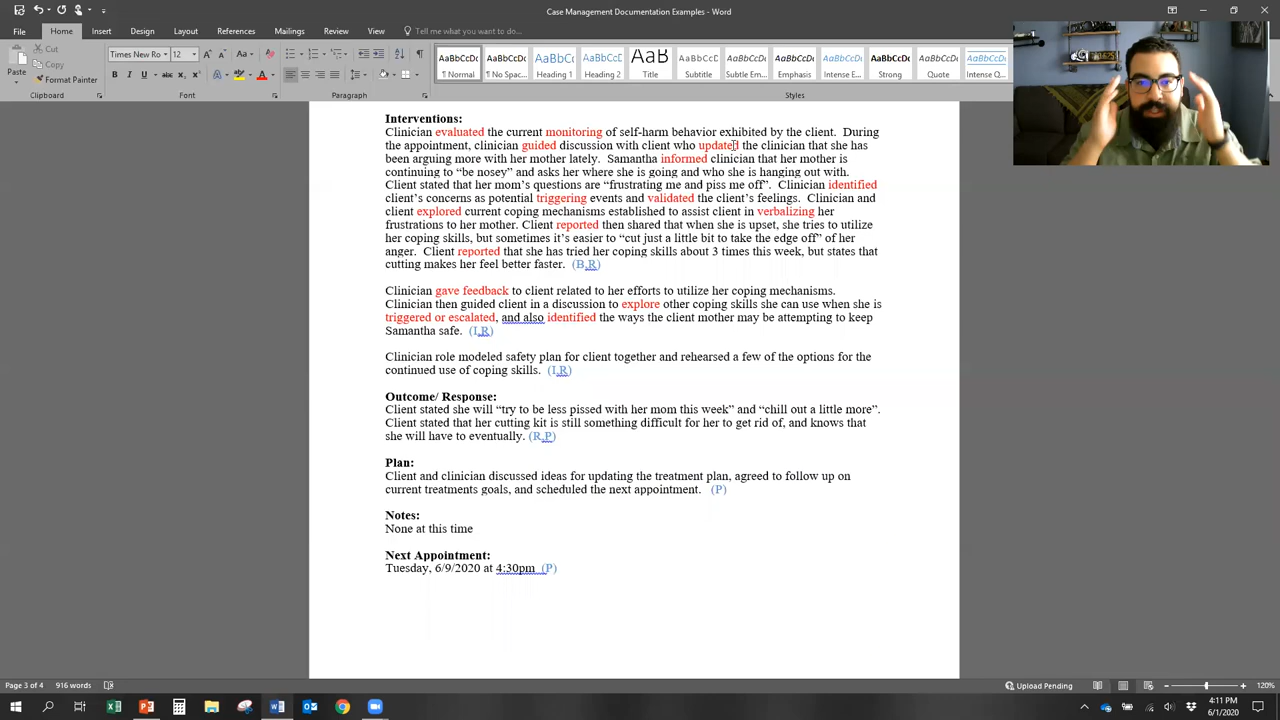 Case Management Documentation Examples - Word
File Home Insert Design Layout References Mailings Review View Tell me what you want to do
Cut
Copy
Format Painter
Paste
Times New Ro 12
AaBbCcDc AaBbCcDc AaBbCc AaBbCc AaB AaBbCcD AaBbCcDc AaBbCcDc AaBbCcDc AaBbCcDc AaBbCcDc AaBbCcDc
¶ Normal ¶ No Spac... Heading 1 Heading 2 Title Subtitle Subtle Em... Emphasis Intense E... Strong Quote Intense Q...
Clipboard Font Paragraph Styles
Interventions:
Clinician evaluated the current monitoring of self-harm behavior exhibited by the client. During
the appointment, clinician guided discussion with client who updated the clinician that she has
been arguing more with her mother lately. Samantha informed clinician that her mother is
continuing to “be nosey” and asks her where she is going and who she is hanging out with.
Client stated that her mom’s questions are “frustrating me and piss me off”. Clinician identified
client’s concerns as potential triggering events and validated the client’s feelings. Clinician and
client explored current coping mechanisms established to assist client in verbalizing her
frustrations to her mother. Client reported then shared that when she is upset, she tries to utilize
her coping skills, but sometimes it’s easier to “cut just a little bit to take the edge off” of her
anger. Client reported that she has tried her coping skills about 3 times this week, but states that
cutting makes her feel better faster. (B,R)
Clinician gave feedback to client related to her efforts to utilize her coping mechanisms.
Clinician then guided client in a discussion to explore other coping skills she can use when she is
triggered or escalated, and also identified the ways the client mother may be attempting to keep
Samantha safe. (I,R)
Clinician role modeled safety plan for client together and rehearsed a few of the options for the
continued use of coping skills. (I,R)
Outcome/ Response:
Client stated she will “try to be less pissed with her mom this week” and “chill out a little more”.
Client stated that her cutting kit is still something difficult for her to get rid of, and knows that
she will have to eventually. (R,P)
Plan:
Client and clinician discussed ideas for updating the treatment plan, agreed to follow up on
current treatments goals, and scheduled the next appointment. (P)
Notes:
None at this time
Next Appointment:
Tuesday, 6/9/2020 at 4:30pm (P)
Page 3 of 4 916 words Upload Pending 120%
4:11 PM
6/1/2020